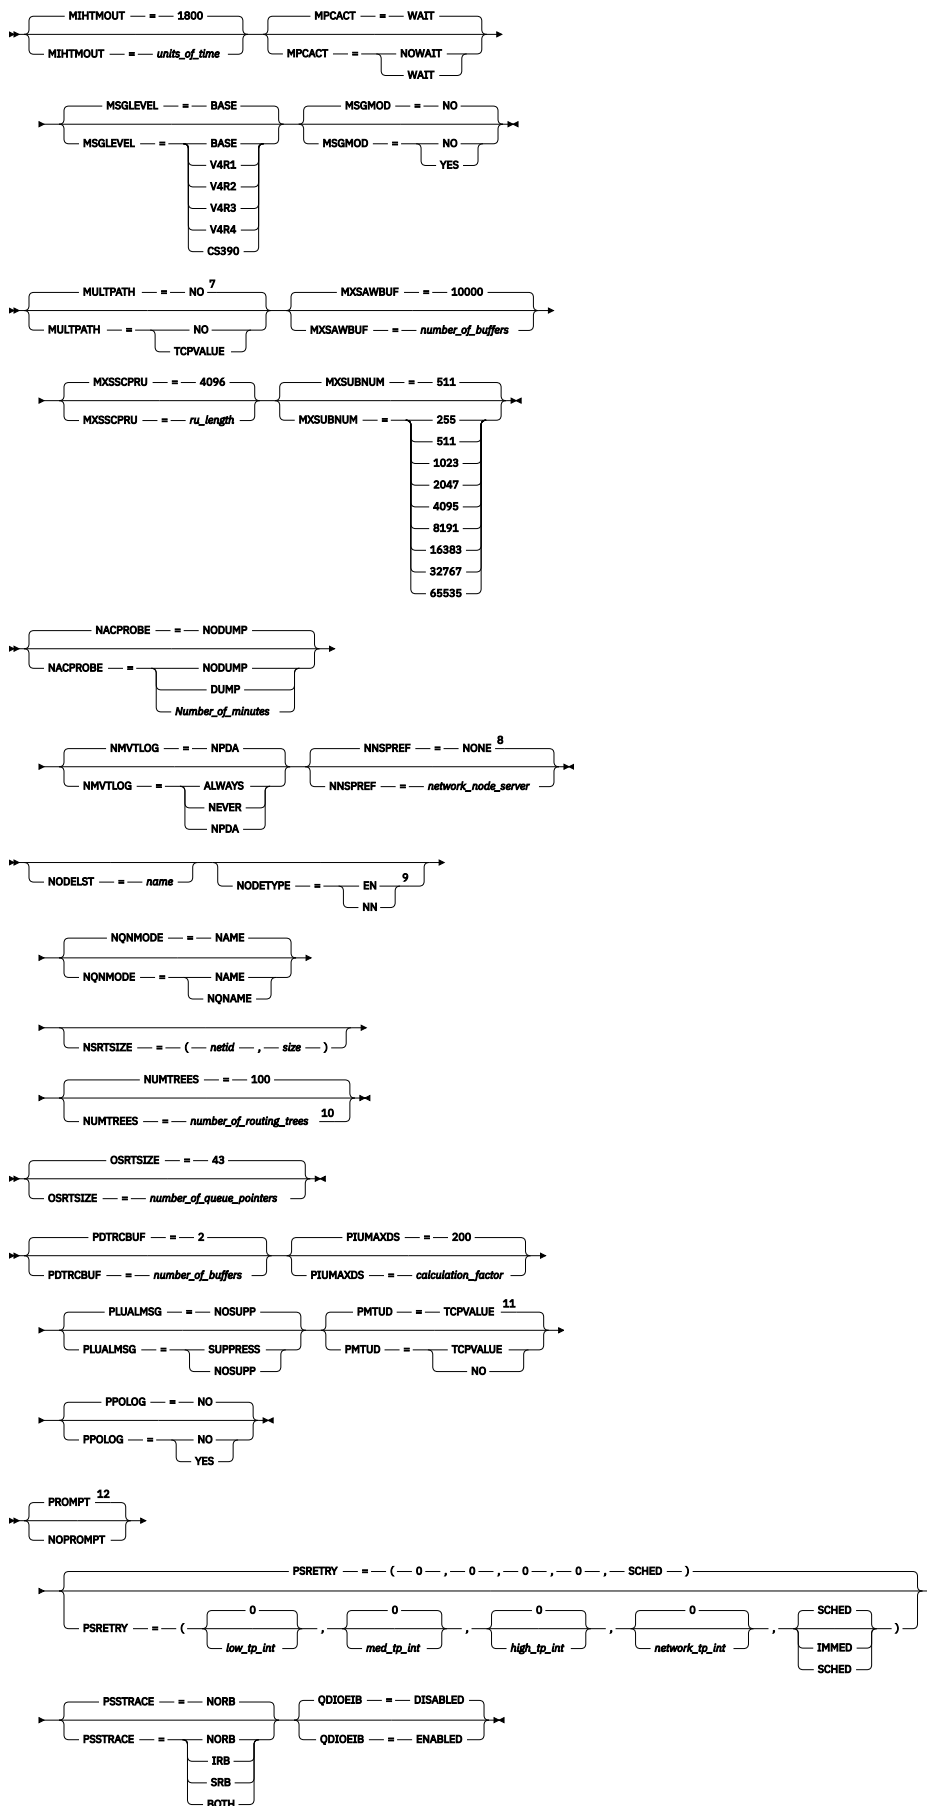 MIHTMOUT = 1800 MPCACT = WAIT
MIHTMOUT = units_of_time MPCACT = NOWAIT
WAIT
MSGLEVEL = BASE MSGMOD = NO
MSGLEVEL = BASE MSGMOD = NO
V4R1 YES
V4R2
V4R3
V4R4
CS390
MULTPATH = NO 7 MXSAWBUF = 10000
MULTPATH = NO MXSAWBUF = number_of_buffers
TCPVALUE
MXSSCPRU = 4096 MXSUBNUM = 511
MXSSCPRU = ru_length MXSUBNUM = 255
511
1023
2047
4095
8191
16383
32767
65535
NACPROBE = NODUMP
NACPROBE = NODUMP
DUMP
Number_of_minutes
NMVTLOG = NPDA NNSPREF = NONE 8
NMVTLOG = ALWAYS NNSPREF = network_node_server
NEVER
NPDA
NODELST = name NODETYPE = EN 9
NN
NQNMODE = NAME
NQNMODE = NAME
NQNAME
NSRTSIZE = ( netid , size )
NUMTREES = 100
NUMTREES = number_of_routing_trees 10
OSRTSIZE = 43
OSRTSIZE = number_of_queue_pointers
PDTRCBUF = 2 PIUMAXDS = 200
PDTRCBUF = number_of_buffers PIUMAXDS = calculation_factor
PLUALMSG = NOSUPP PMTUD = TCPVALUE 11
PLUALMSG = SUPPRESS PMTUD = TCPVALUE
NOSUPP NO
PPOLOG = NO
PPOLOG = NO
YES
PROMPT 12
NOPROMPT
PSRETRY = ( 0 , 0 , 0 , 0 , SCHED )
0 0 0 0 SCHED
PSRETRY = ( low_tp_int , med_tp_int , high_tp_int , network_tp_int , IMMED )
SCHED
PSSTRACE = NORB QDIOEIB = DISABLED
PSSTRACE = NORB QDIOEIB = ENABLED
IRB
SRB
BOTH